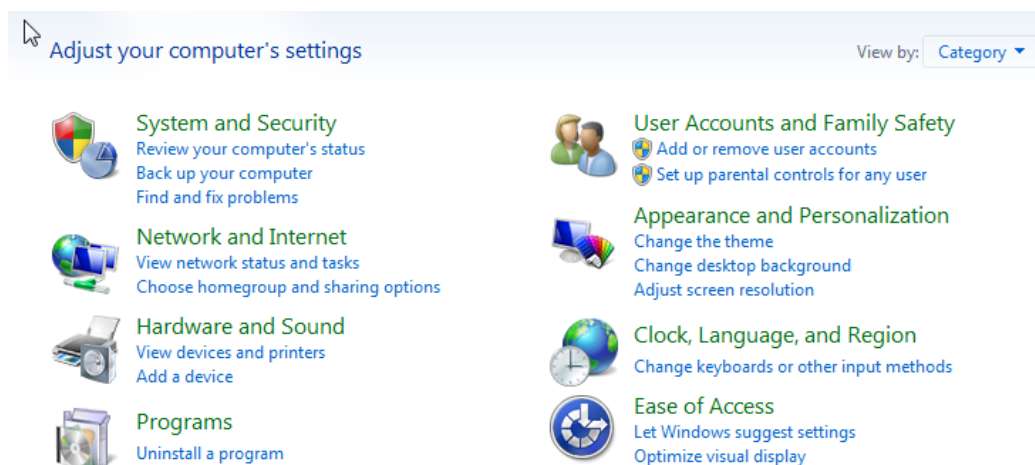 Adjust your computer's settings
View by: Category
System and Security
Review your computer's status
Back up your computer
Find and fix problems
Network and Internet
View network status and tasks
Choose homegroup and sharing options
Hardware and Sound
View devices and printers
Add a device
Programs
Uninstall a program
User Accounts and Family Safety
Add or remove user accounts
Set up parental controls for any user
Appearance and Personalization
Change the theme
Change desktop background
Adjust screen resolution
Clock, Language, and Region
Change keyboards or other input methods
Ease of Access
Let Windows suggest settings
Optimize visual display